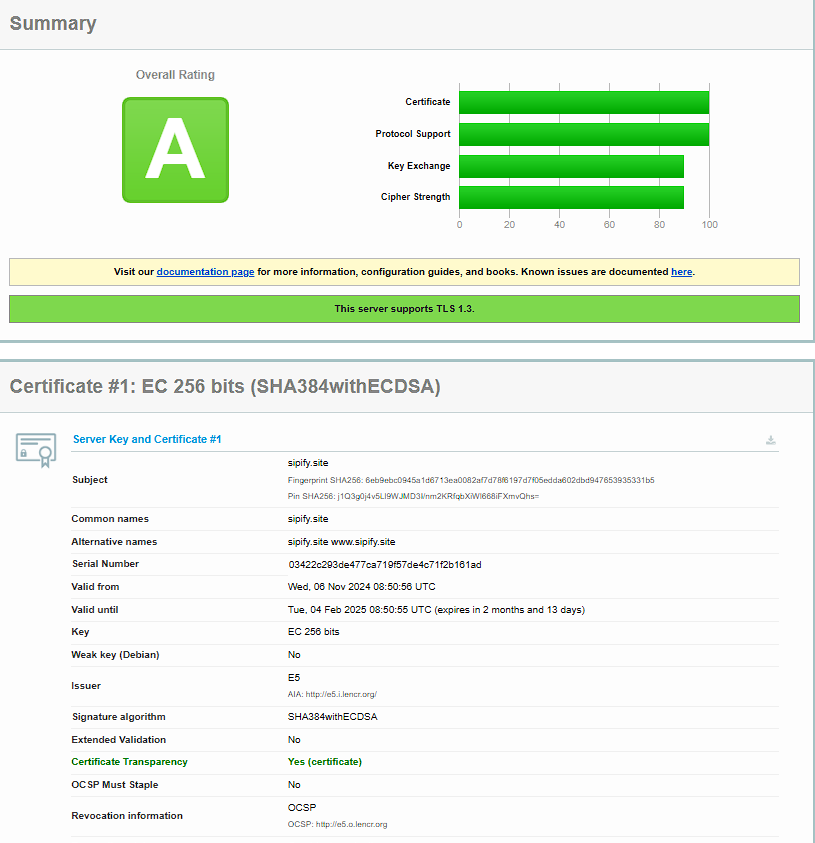 Summary
Overall Rating
A
Certificate
Protocol Support
Key Exchange
Cipher Strength
0 20 40 60 80 100
Visit our documentation page for more information, configuration guides, and books. Known issues are documented here.
This server supports TLS 1.3.
Certificate #1: EC 256 bits (SHA384withECDSA)
Server Key and Certificate #1
Subject
sipify.site
Fingerprint SHA256: 6eb9ebc0945a1d6713ea0082af7d78f6197d7f05edda602dbd947653935331b5
Pin SHA256: j1Q3g0j4v5LI9WJMD3I/nm2KRfqbXiWI668iFXmvQhs=
Common names sipify.site
Alternative names sipify.site www.sipify.site
Serial Number 03422c293de477ca719f57de4c71f2b161ad
Valid from Wed, 06 Nov 2024 08:50:56 UTC
Valid until Tue, 04 Feb 2025 08:50:55 UTC (expires in 2 months and 13 days)
Key EC 256 bits
Weak key (Debian) No
Issuer
E5
AIA: http://e5.i.lencr.org/
Signature algorithm SHA384withECDSA
Extended Validation No
Certificate Transparency Yes (certificate)
OCSP Must Staple No
Revocation information
OCSP
OCSP: http://e5.o.lencr.org